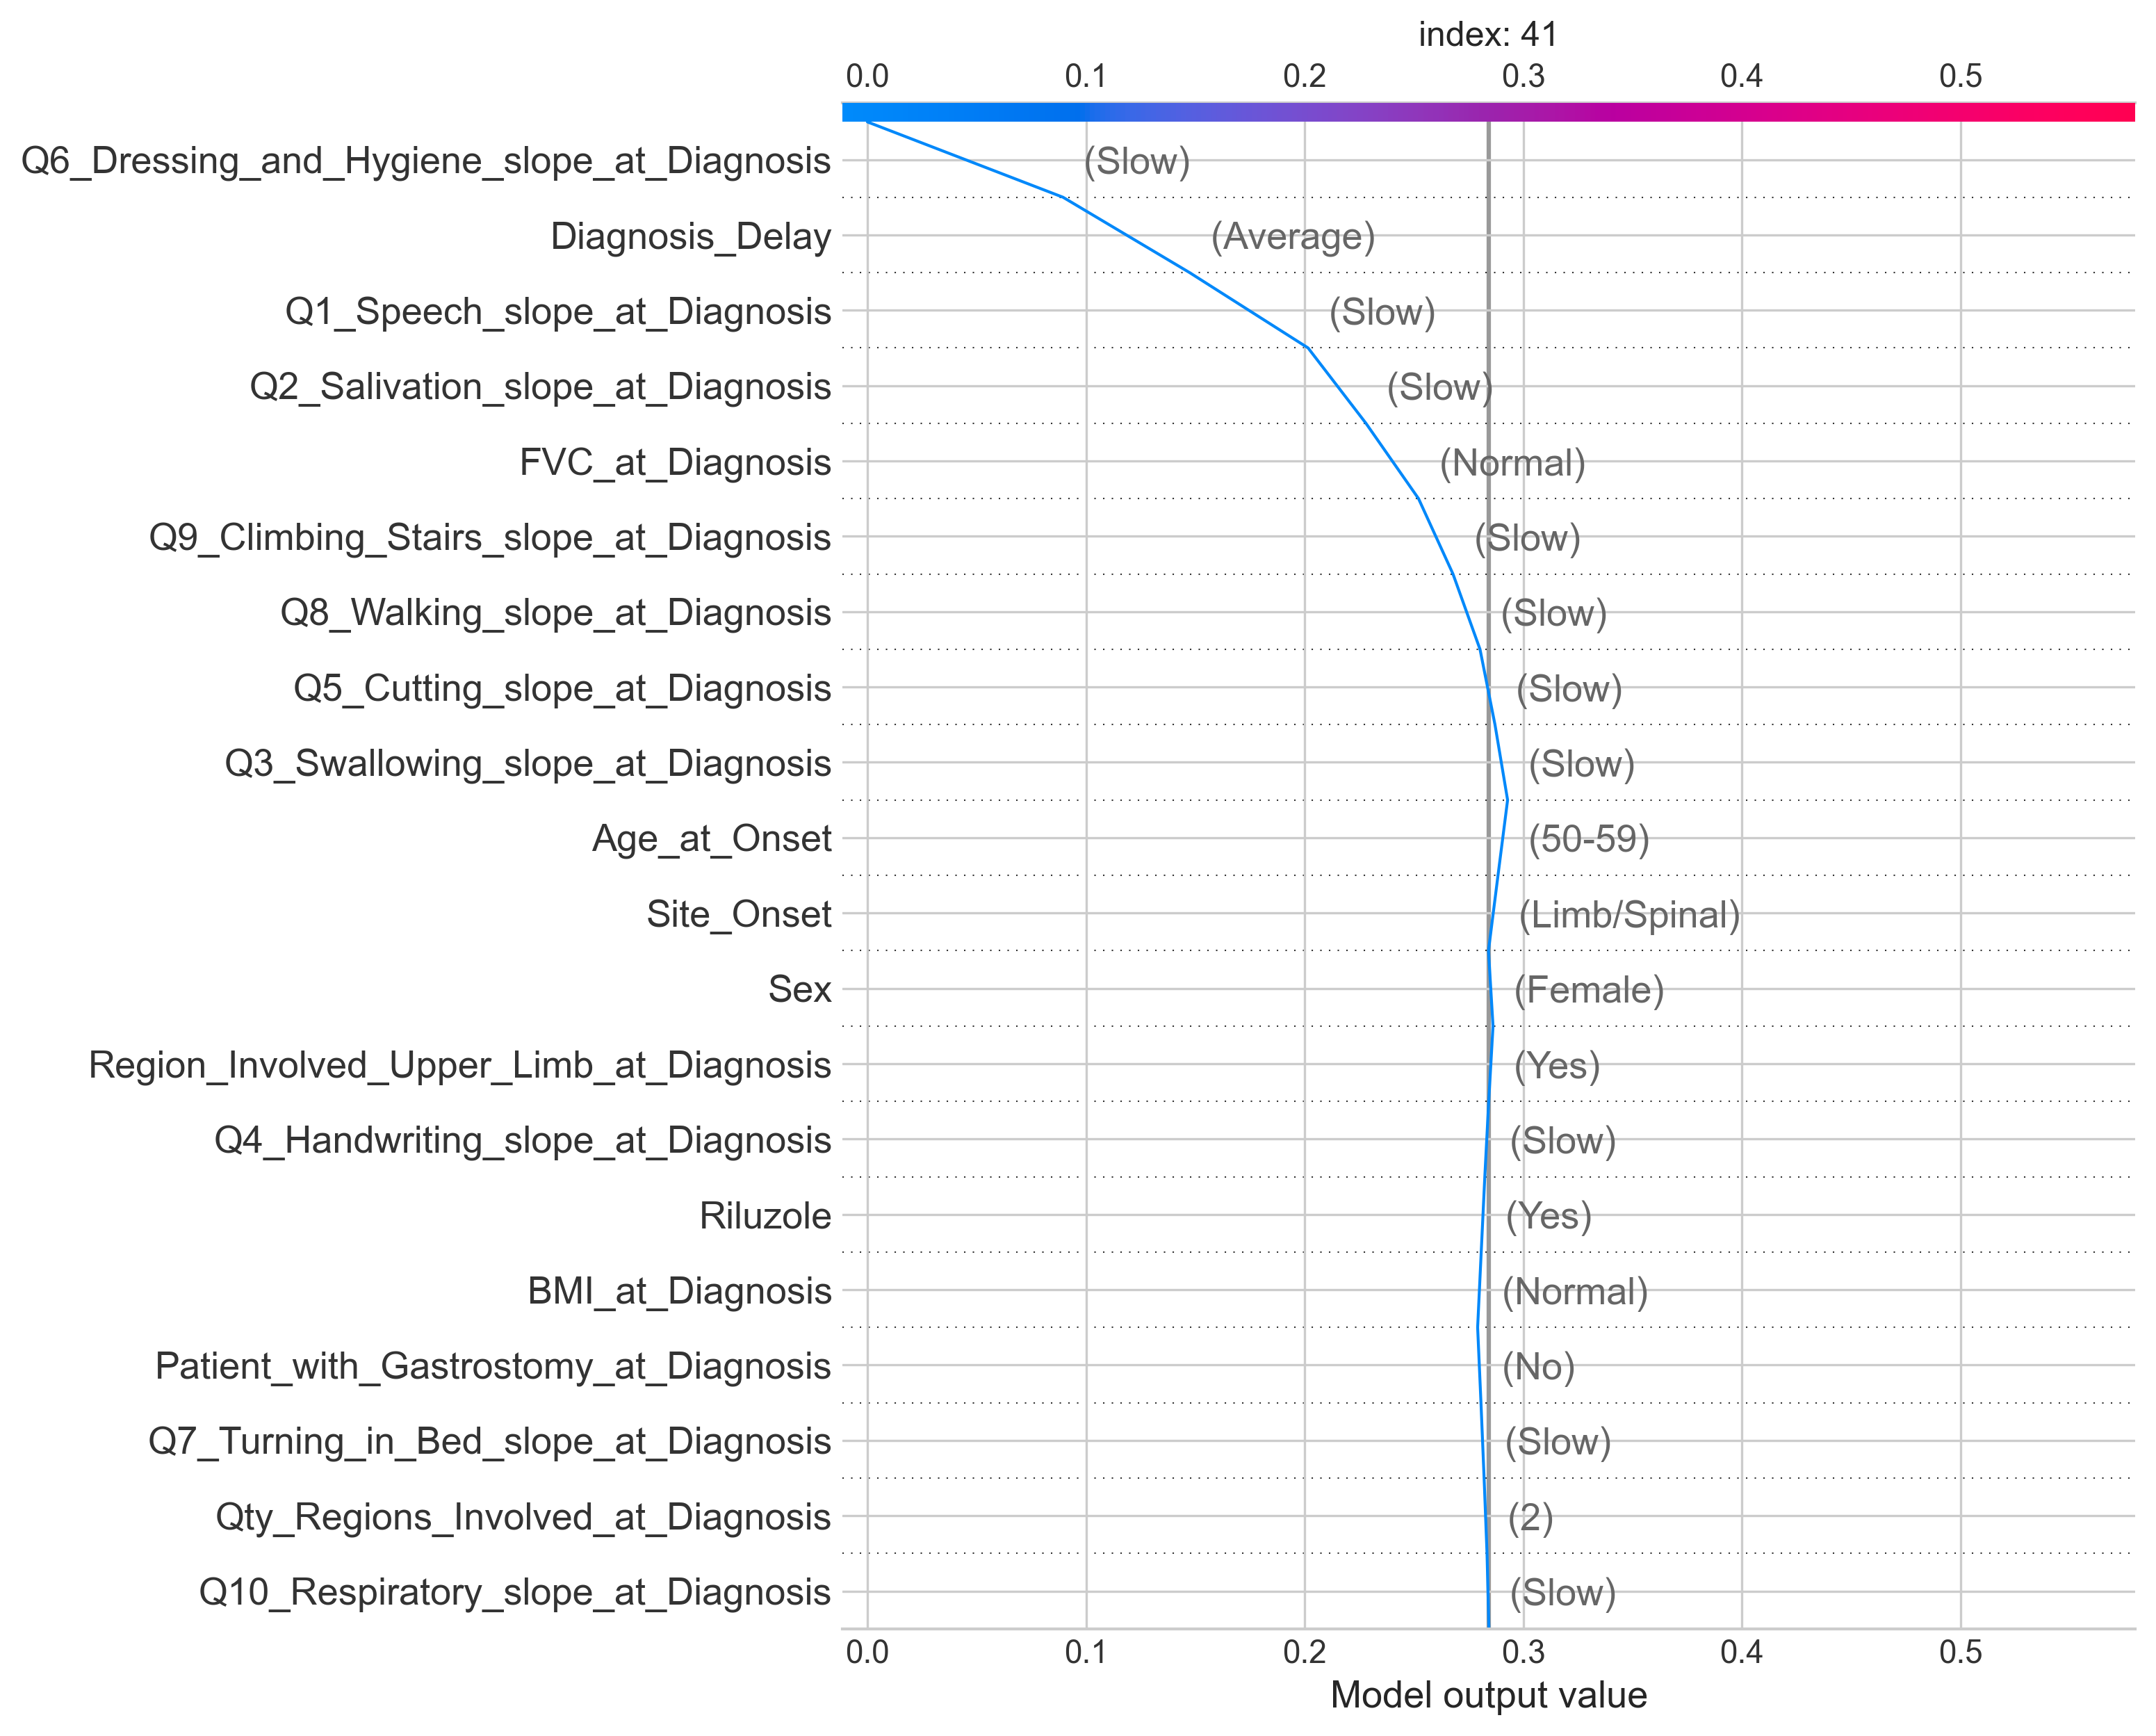 index: 41
0.0 0.1 0.2 0.3 0.4 0.5
Q6_Dressing_and_Hygiene_slope_at_Diagnosis (Slow)
Diagnosis_Delay (Average)
Q1_Speech_slope_at_Diagnosis (Slow)
Q2_Salivation_slope_at_Diagnosis (Slow)
FVC_at_Diagnosis (Normal)
Q9_Climbing_Stairs_slope_at_Diagnosis (Slow)
Q8_Walking_slope_at_Diagnosis (Slow)
Q5_Cutting_slope_at_Diagnosis (Slow)
Q3_Swallowing_slope_at_Diagnosis (Slow)
Age_at_Onset (50-59)
Site_Onset (Limb/Spinal)
Sex (Female)
Region_Involved_Upper_Limb_at_Diagnosis (Yes)
Q4_Handwriting_slope_at_Diagnosis (Slow)
Riluzole (Yes)
BMI_at_Diagnosis (Normal)
Patient_with_Gastrostomy_at_Diagnosis (No)
Q7_Turning_in_Bed_slope_at_Diagnosis (Slow)
Qty_Regions_Involved_at_Diagnosis (2)
Q10_Respiratory_slope_at_Diagnosis (Slow)
0.0 0.1 0.2 0.3 0.4 0.5
Model output value